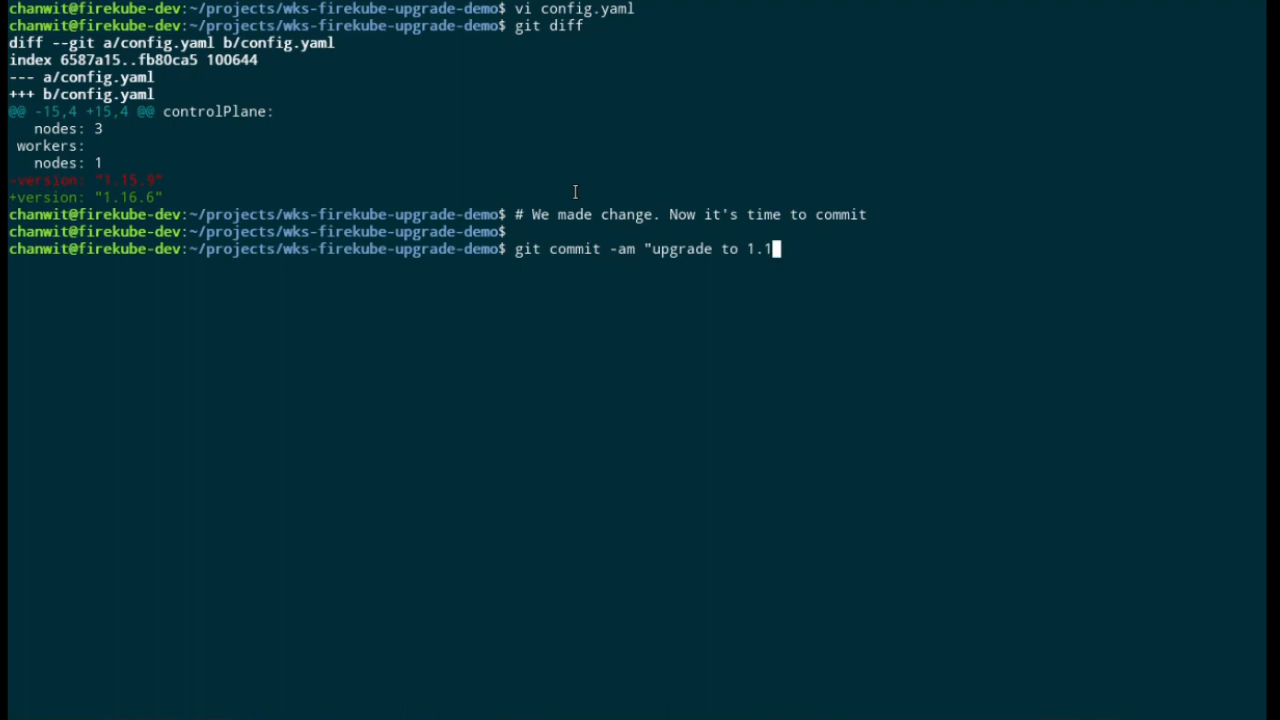 chanwit@firekube-dev:~/projects/wks-firekube-upgrade-demo$ vi config.yaml
chanwit@firekube-dev:~/projects/wks-firekube-upgrade-demo$ git diff
diff --git a/config.yaml b/config.yaml
index 6587a15..fb80ca5 100644
--- a/config.yaml
+++ b/config.yaml
@@ -15,4 +15,4 @@ controlPlane:
   nodes: 3
 workers:
   nodes: 1
-version: "1.15.9"
+version: "1.16.6"
chanwit@firekube-dev:~/projects/wks-firekube-upgrade-demo$ # We made change. Now it's time to commit
chanwit@firekube-dev:~/projects/wks-firekube-upgrade-demo$
chanwit@firekube-dev:~/projects/wks-firekube-upgrade-demo$ git commit -am "upgrade to 1.1